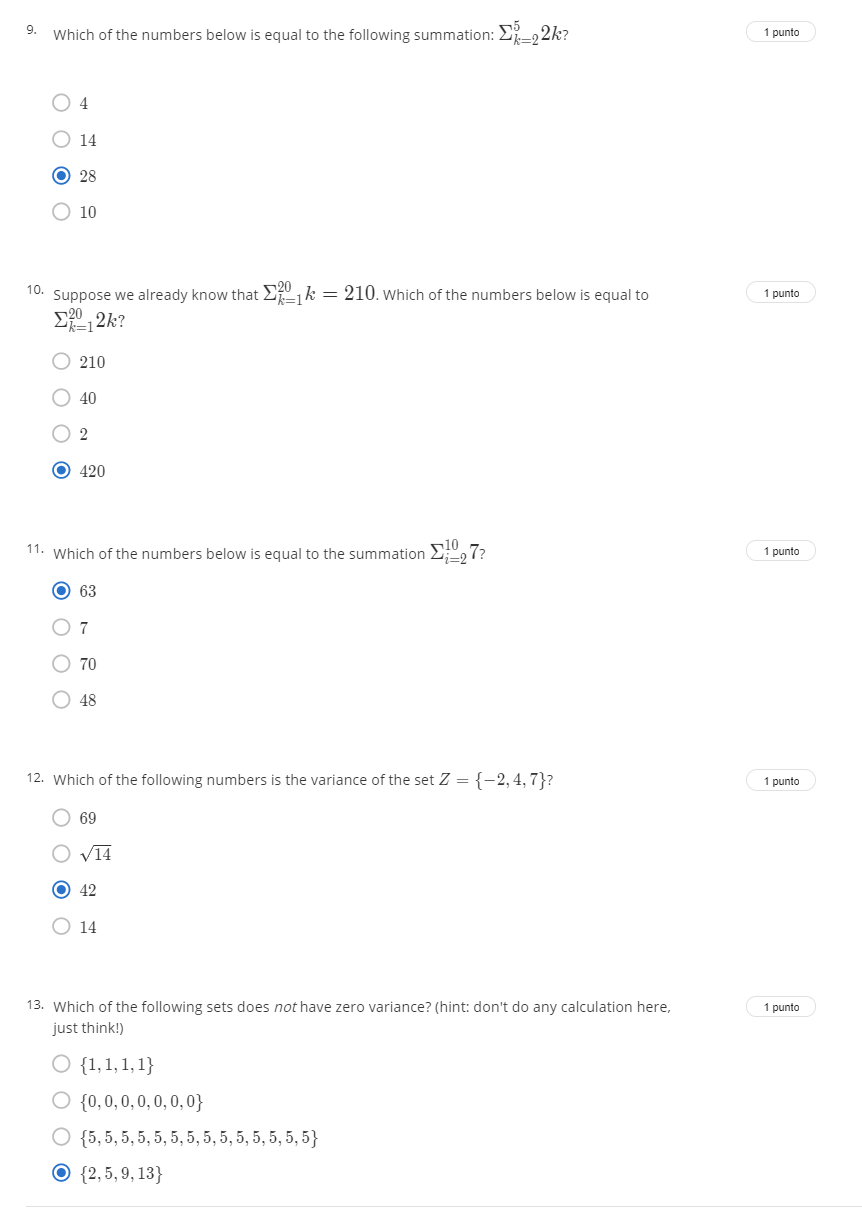 9. Which of the numbers below is equal to the following summation: Σ_{k=2}^{5} 2k? 1 punto
4
14
28
10
10. Suppose we already know that Σ_{k=1}^{20} k = 210. Which of the numbers below is equal to 1 punto
Σ_{k=1}^{20} 2k?
210
40
2
420
11. Which of the numbers below is equal to the summation Σ_{i=2}^{10} 7? 1 punto
63
7
70
48
12. Which of the following numbers is the variance of the set Z = {−2, 4, 7}? 1 punto
69
√14
42
14
13. Which of the following sets does not have zero variance? (hint: don't do any calculation here, 1 punto
just think!)
{1, 1, 1, 1}
{0, 0, 0, 0, 0, 0, 0}
{5, 5, 5, 5, 5, 5, 5, 5, 5, 5, 5, 5, 5, 5}
{2, 5, 9, 13}